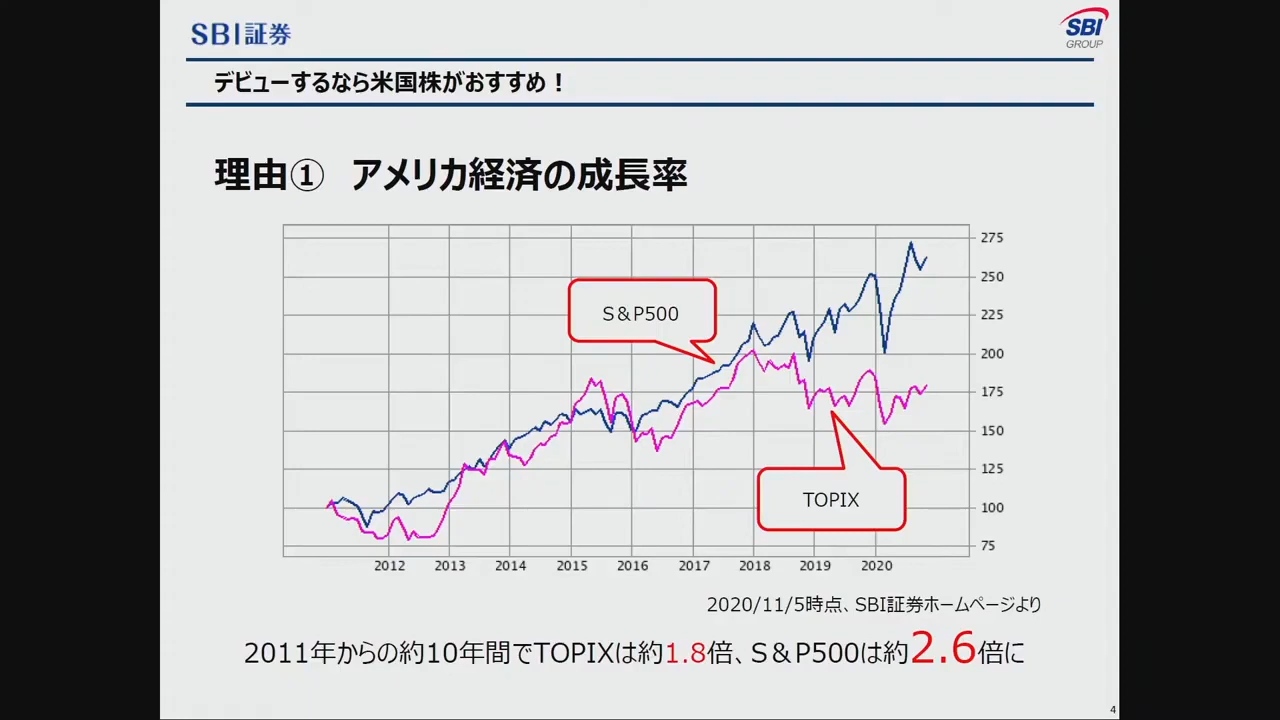 SBI証券
SBI
GROUP
デビューするなら米国株がおすすめ！
理由① アメリカ経済の成長率
275
250
225
200
175
150
125
100
75
S＆P500
TOPIX
2012 2013 2014 2015 2016 2017 2018 2019 2020
2020/11/5時点、SBI証券ホームページより
2011年からの約10年間でTOPIXは約1.8倍、S＆P500は約2.6倍に
4